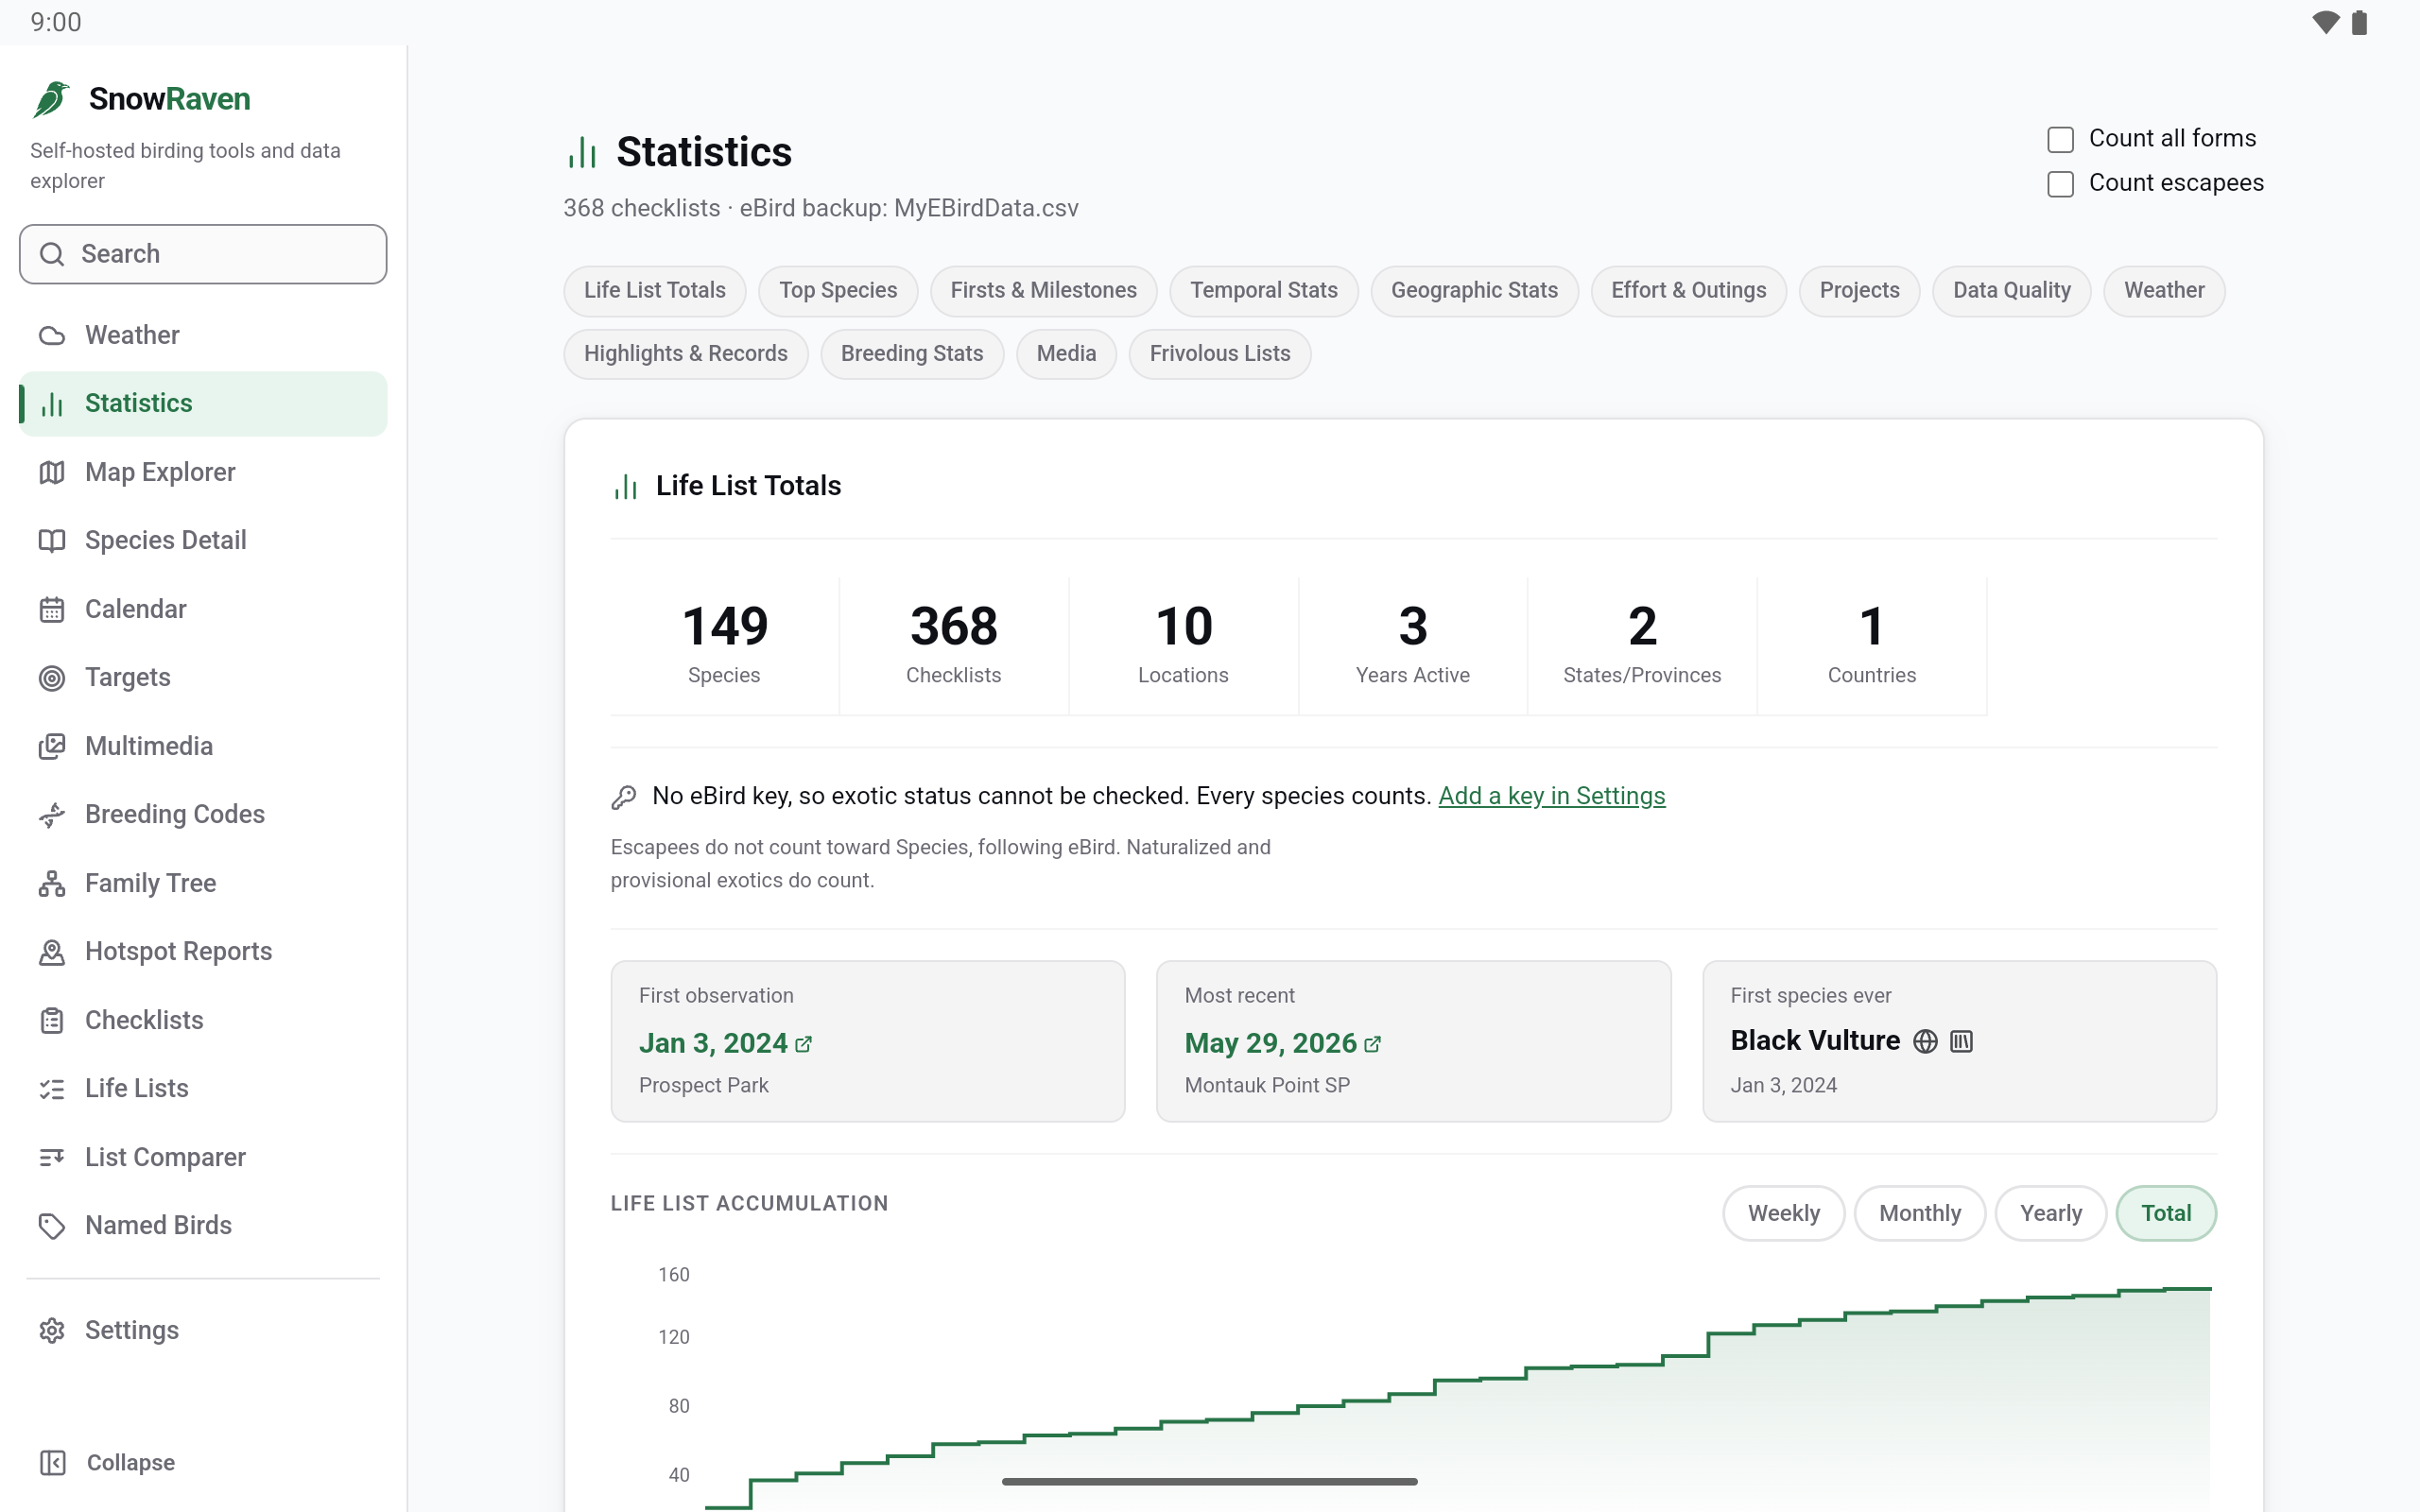 9:00
SnowRaven
Self-hosted birding tools and data
explorer
Search
Weather
Statistics
Map Explorer
Species Detail
Calendar
Targets
Multimedia
Breeding Codes
Family Tree
Hotspot Reports
Checklists
Life Lists
List Comparer
Named Birds
Settings
Collapse
Statistics
368 checklists · eBird backup: MyEBirdData.csv
Count all forms
Count escapees
Life List Totals Top Species Firsts & Milestones Temporal Stats Geographic Stats Effort & Outings Projects Data Quality Weather
Highlights & Records Breeding Stats Media Frivolous Lists
Life List Totals
149 368 10 3 2 1
Species Checklists Locations Years Active States/Provinces Countries
No eBird key, so exotic status cannot be checked. Every species counts. Add a key in Settings
Escapees do not count toward Species, following eBird. Naturalized and
provisional exotics do count.
First observation
Jan 3, 2024
Prospect Park
Most recent
May 29, 2026
Montauk Point SP
First species ever
Black Vulture
Jan 3, 2024
LIFE LIST ACCUMULATION
Weekly Monthly Yearly Total
160
120
80
40